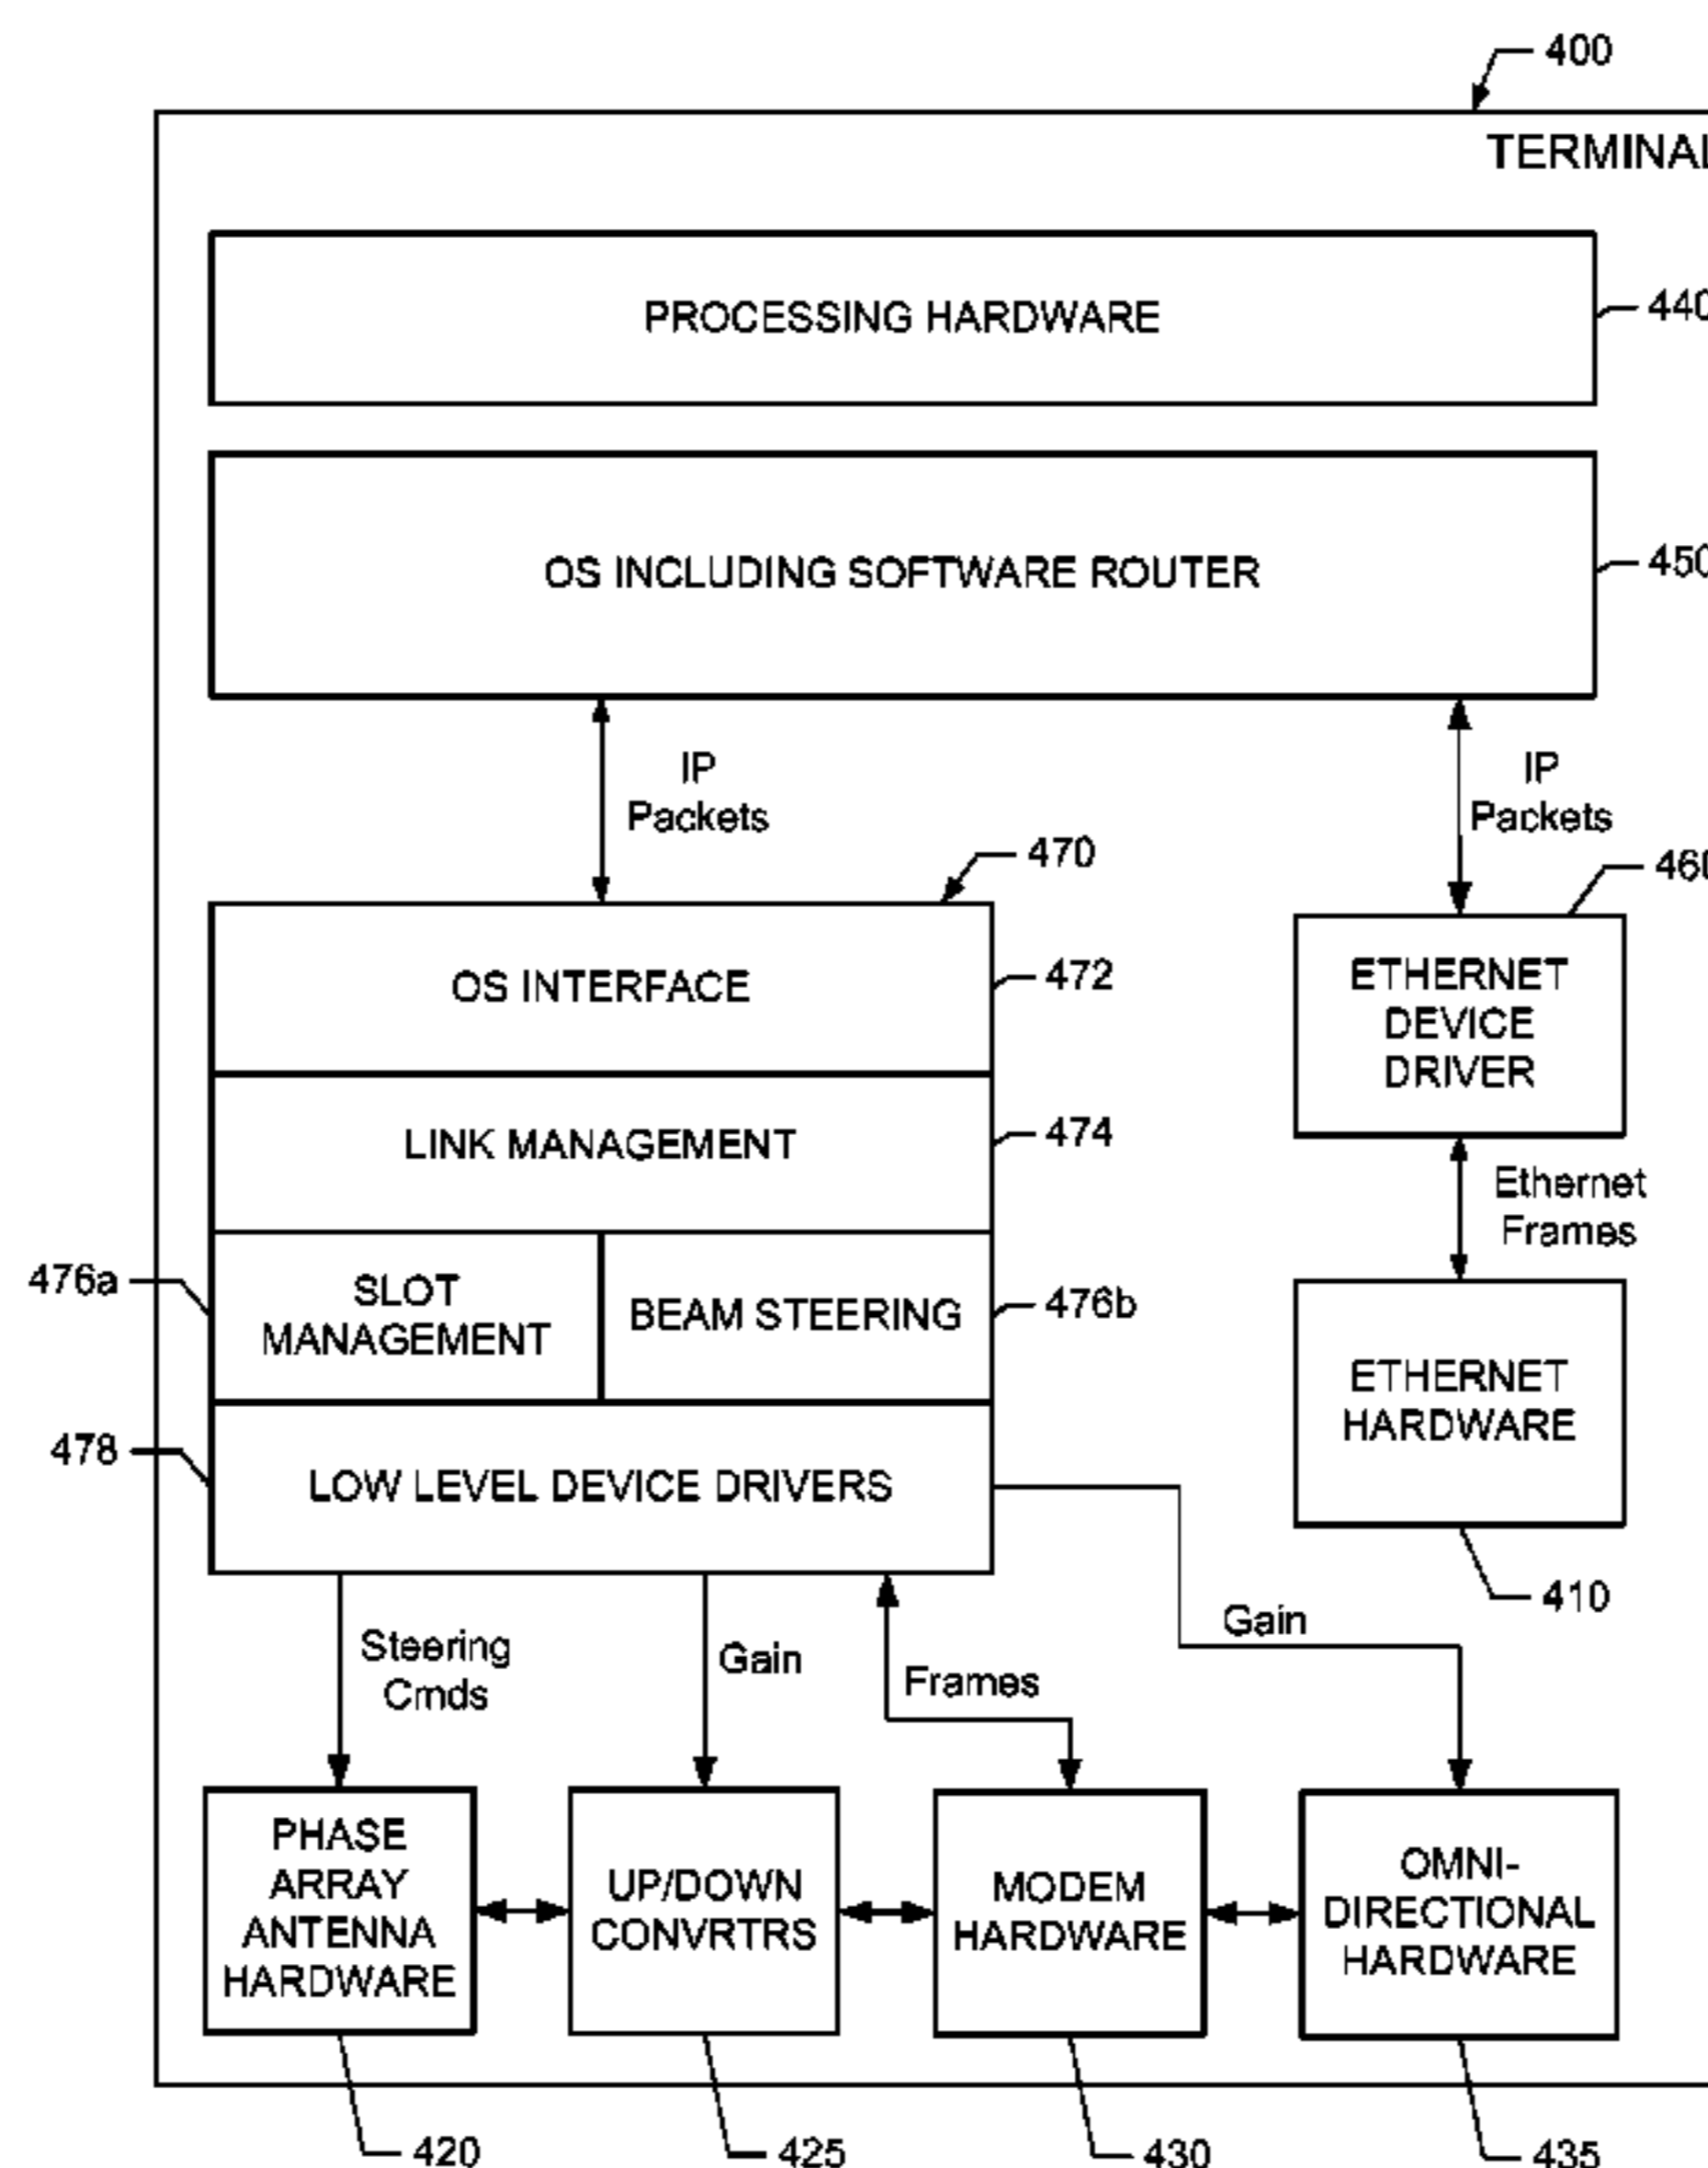 400
TERMINAL
PROCESSING HARDWARE
440
OS INCLUDING SOFTWARE ROUTER
450
IP
Packets
IP
Packets
470
460
OS INTERFACE
472
ETHERNET
DEVICE
DRIVER
LINK MANAGEMENT
474
Ethernet
Frames
476a
SLOT
MANAGEMENT
BEAM STEERING
476b
ETHERNET
HARDWARE
478
LOW LEVEL DEVICE DRIVERS
410
Steering
Cmds
Gain
Frames
Gain
PHASE
ARRAY
ANTENNA
HARDWARE
UP/DOWN
CONVRTRS
MODEM
HARDWARE
OMNI-
DIRECTIONAL
HARDWARE
420
425
430
435